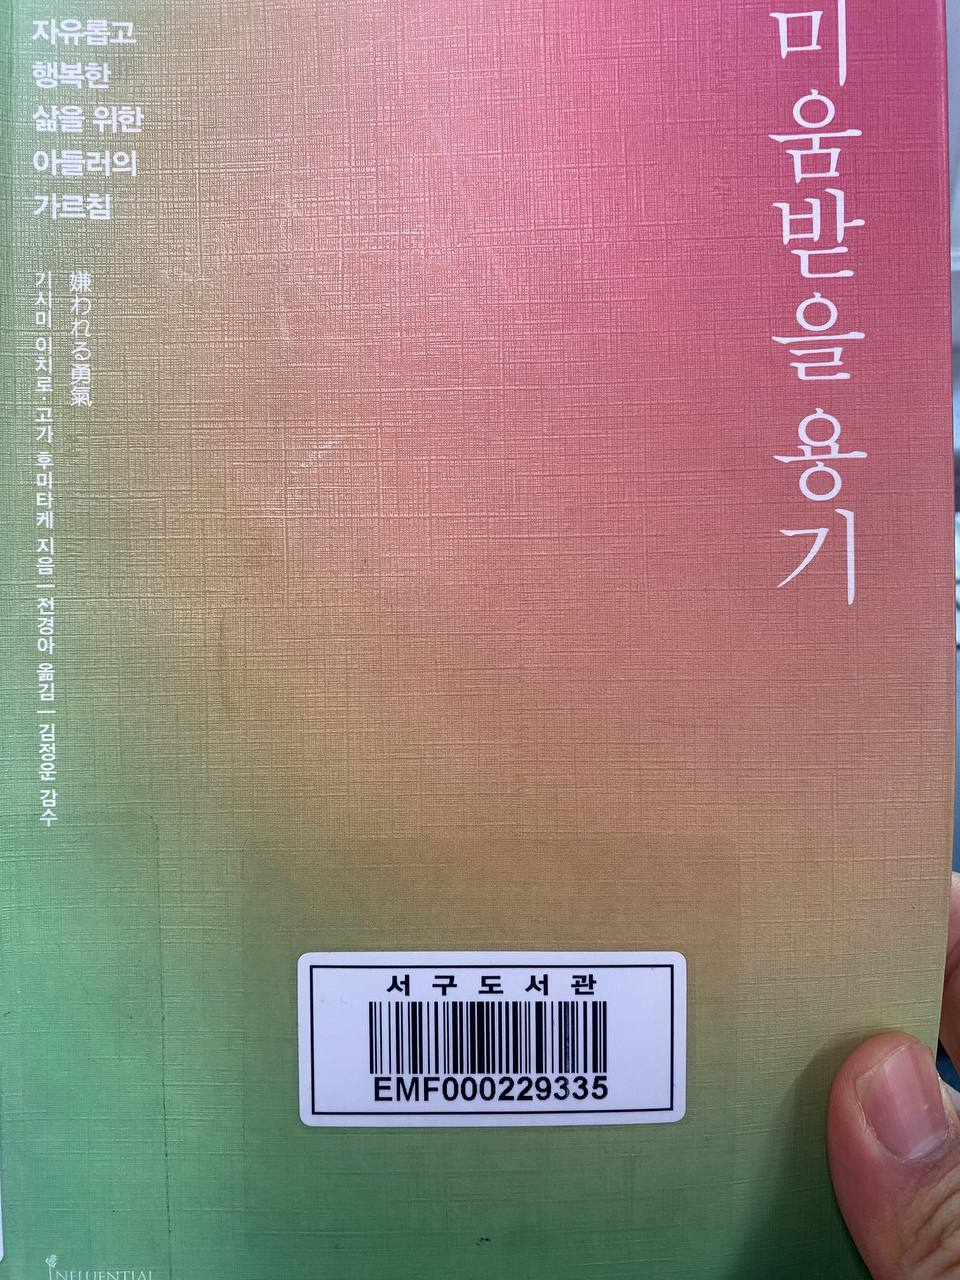 자유롭고
행복한
삶을 위한
아들러의
가르침
미움받을 용기
嫌われる勇氣
기시미 이치로·고가 후미타케 지음|전경아 옮김|김정운 감수
서구도서관
EMF000229335
INFLUENTIAL